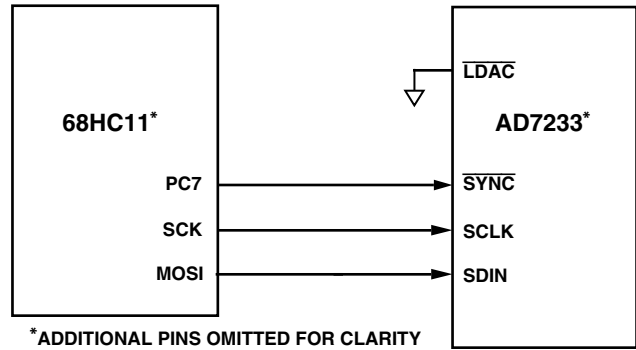 68HC11*
AD7233*
LDAC
PC7
SYNC
SCK
SCLK
MOSI
SDIN
*ADDITIONAL PINS OMITTED FOR CLARITY